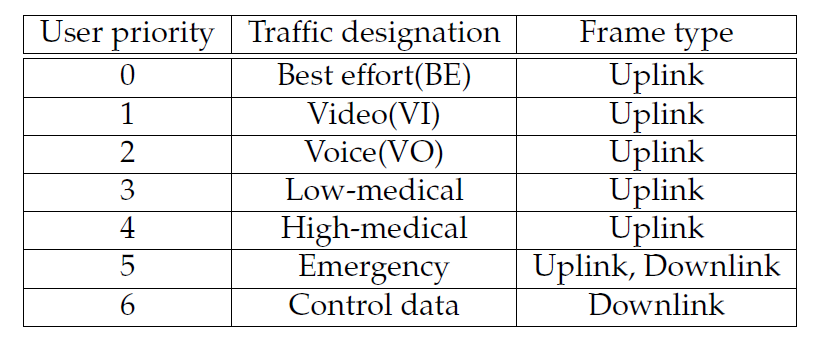 User priority Traffic designation Frame type
0 Best effort(BE) Uplink
1 Video(VI) Uplink
2 Voice(VO) Uplink
3 Low-medical Uplink
4 High-medical Uplink
5 Emergency Uplink, Downlink
6 Control data Downlink